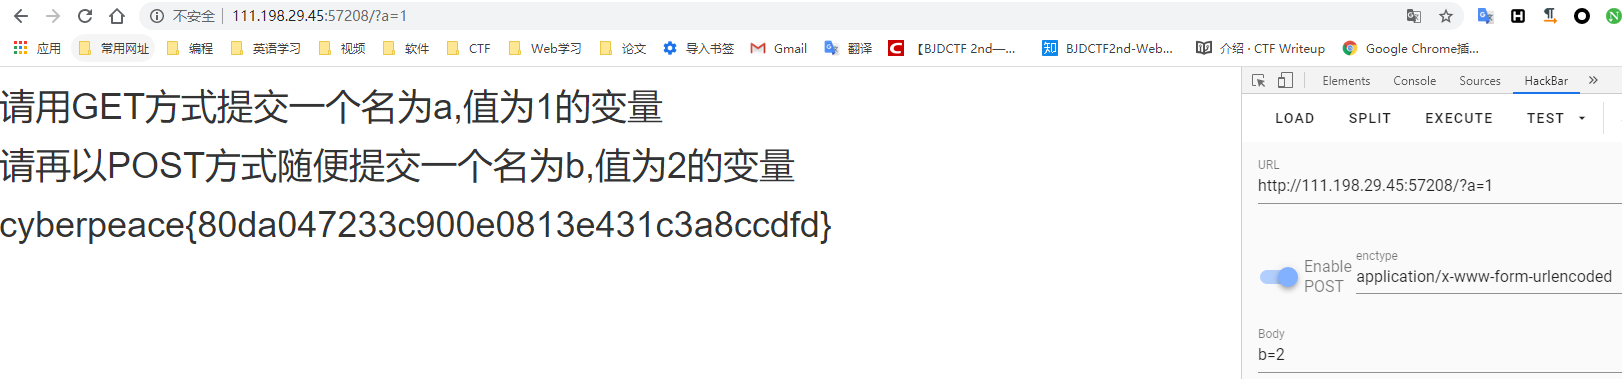 不安全 111.198.29.45:57208/?a=1
应用 常用网址 编程 英语学习 视频 软件 CTF Web学习 论文 导入书签 Gmail 翻译 【BJDCTF 2nd—... BJDCTF2nd-Web... 介绍 · CTF Writeup Google Chrome插...
请用GET方式提交一个名为a,值为1的变量
请再以POST方式随便提交一个名为b,值为2的变量
cyberpeace{80da047233c900e0813e431c3a8ccdfd}
Elements Console Sources HackBar »
LOAD SPLIT EXECUTE TEST
URL
http://111.198.29.45:57208/?a=1
Enable POST
enctype
application/x-www-form-urlencoded
Body
b=2